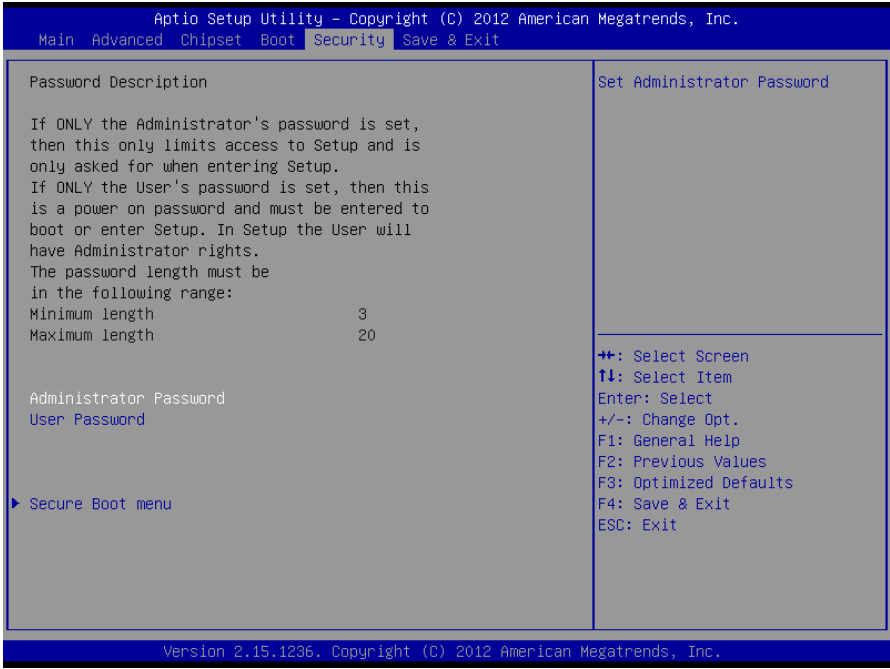 Aptio Setup Utility – Copyright (C) 2012 American Megatrends, Inc.
Main Advanced Chipset Boot Security Save & Exit
Password Description
If ONLY the Administrator's password is set,
then this only limits access to Setup and is
only asked for when entering Setup.
If ONLY the User's password is set, then this
is a power on password and must be entered to
boot or enter Setup. In Setup the User will
have Administrator rights.
The password length must be
in the following range:
Minimum length 3
Maximum length 20
Administrator Password
User Password
Secure Boot menu
Set Administrator Password
→←: Select Screen
↑↓: Select Item
Enter: Select
+/-: Change Opt.
F1: General Help
F2: Previous Values
F3: Optimized Defaults
F4: Save & Exit
ESC: Exit
Version 2.15.1236. Copyright (C) 2012 American Megatrends, Inc.